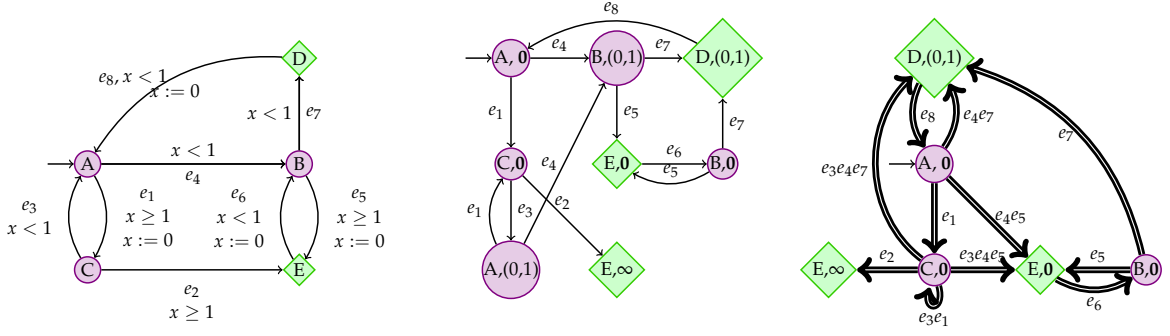 D
e₈, x < 1
x := 0
x < 1
e₇
A
x < 1
e₄
B
e₃
x < 1
e₁
x ≥ 1
x := 0
e₆
x < 1
x := 0
e₅
x ≥ 1
x := 0
C
E
e₂
x ≥ 1
e₈
A, 0
e₄
B,(0,1)
e₇
D,(0,1)
e₁
e₅
e₇
C,0
e₄
E,0
e₆
e₅
B,0
e₁
e₃
e₂
A,(0,1)
E,∞
D,(0,1)
e₈
e₄e₇
e₇
e₃e₄e₇
A, 0
e₁
e₄e₅
E,∞
e₂
C,0
e₃e₄e₅
E,0
e₅
B,0
e₆
e₃e₁